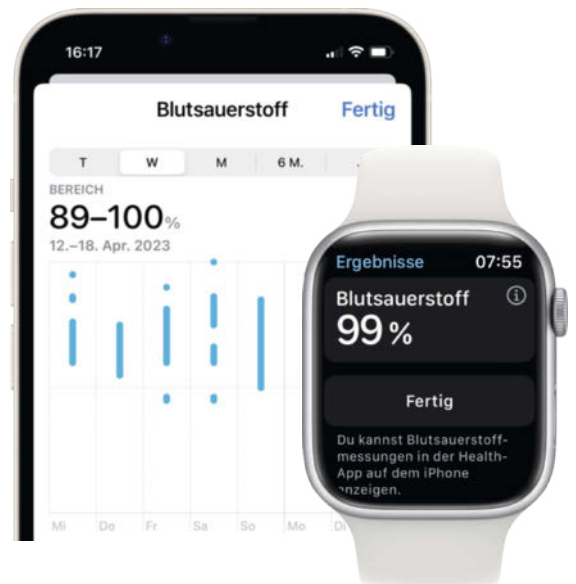 16:17
Blutsauerstoff
Fertig
T
W
M
6 M.
BEREICH
89–100%
12.–18. Apr. 2023
Mi
Do
Fr
Sa
So
Mo
Di
Ergebnisse
07:55
Blutsauerstoff
99 %
Fertig
Du kannst Blutsauerstoff-
messungen in der Health-
App auf dem iPhone
anzeigen.